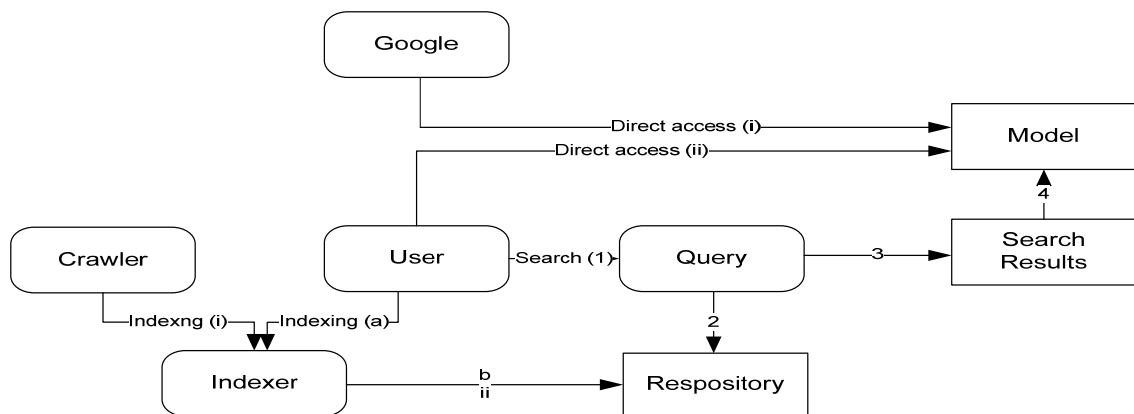 Google
Direct access (i)
Model
Direct access (ii)
4
Crawler
User
Search (1)
Query
3
Search
Results
Indexng (i)
Indexing (a)
2
Indexer
b
ii
Respository